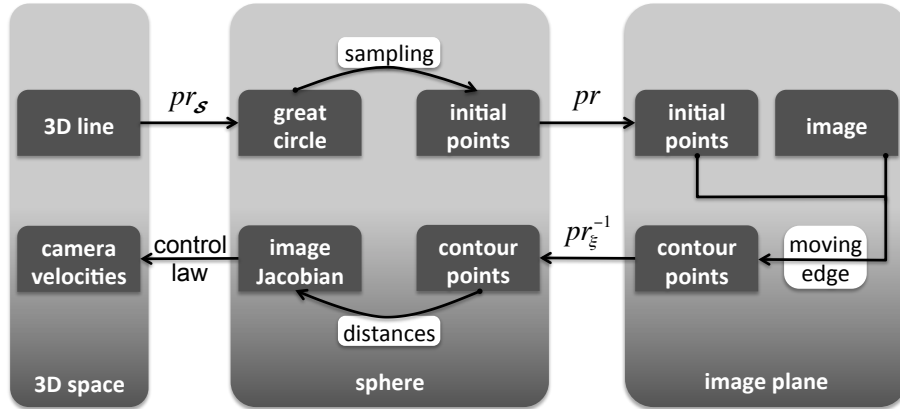 sampling
3D line
pr_𝒮
great
circle
initial
points
pr
initial
points
image
camera
velocities
control
law
image
Jacobian
contour
points
pr_ξ^{-1}
contour
points
moving
edge
distances
3D space
sphere
image plane